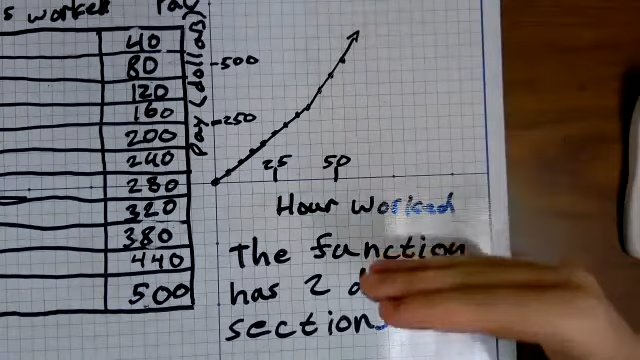 s worked Pay
40
80
120
160
200
240
280
320
380
440
500
Pay (dollars)
500
250
25 50
Hour worked
The function
has 2
section